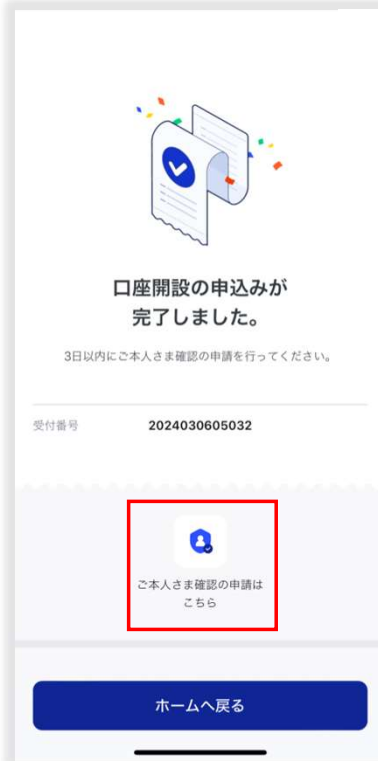 口座開設の申込みが
完了しました。
3日以内にご本人さま確認の申請を行ってください。
受付番号 2024030605032
ご本人さま確認の申請は
こちら
ホームへ戻る